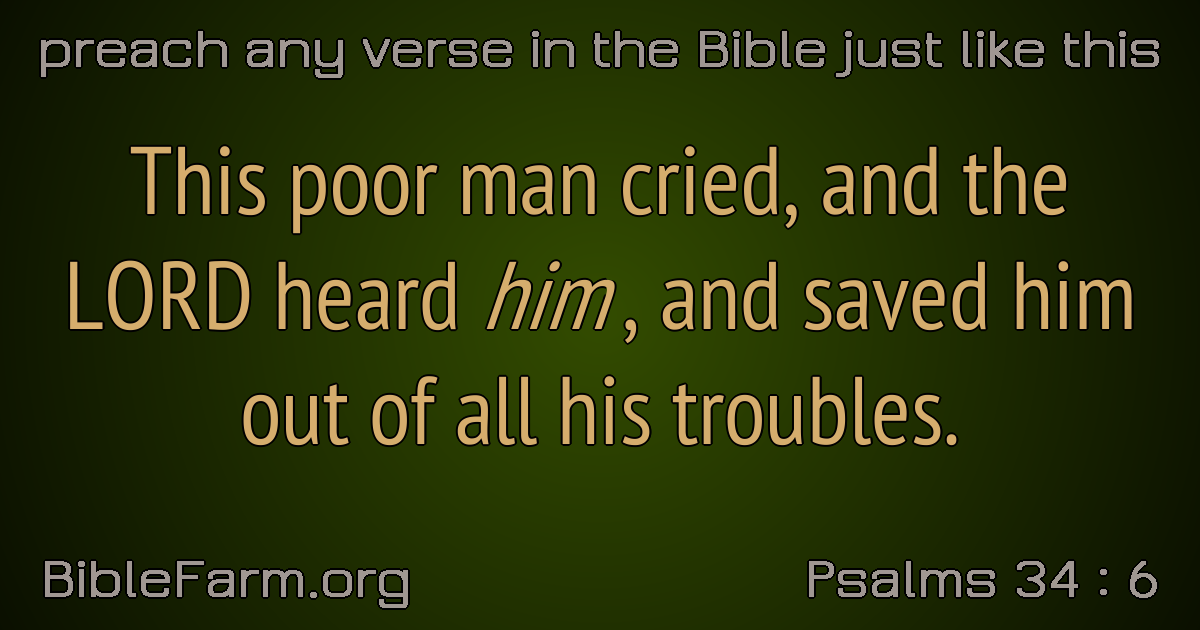 preach any verse in the Bible just like this
This poor man cried, and the
LORD heard him, and saved him
out of all his troubles.
BibleFarm.org
Psalms 34 : 6